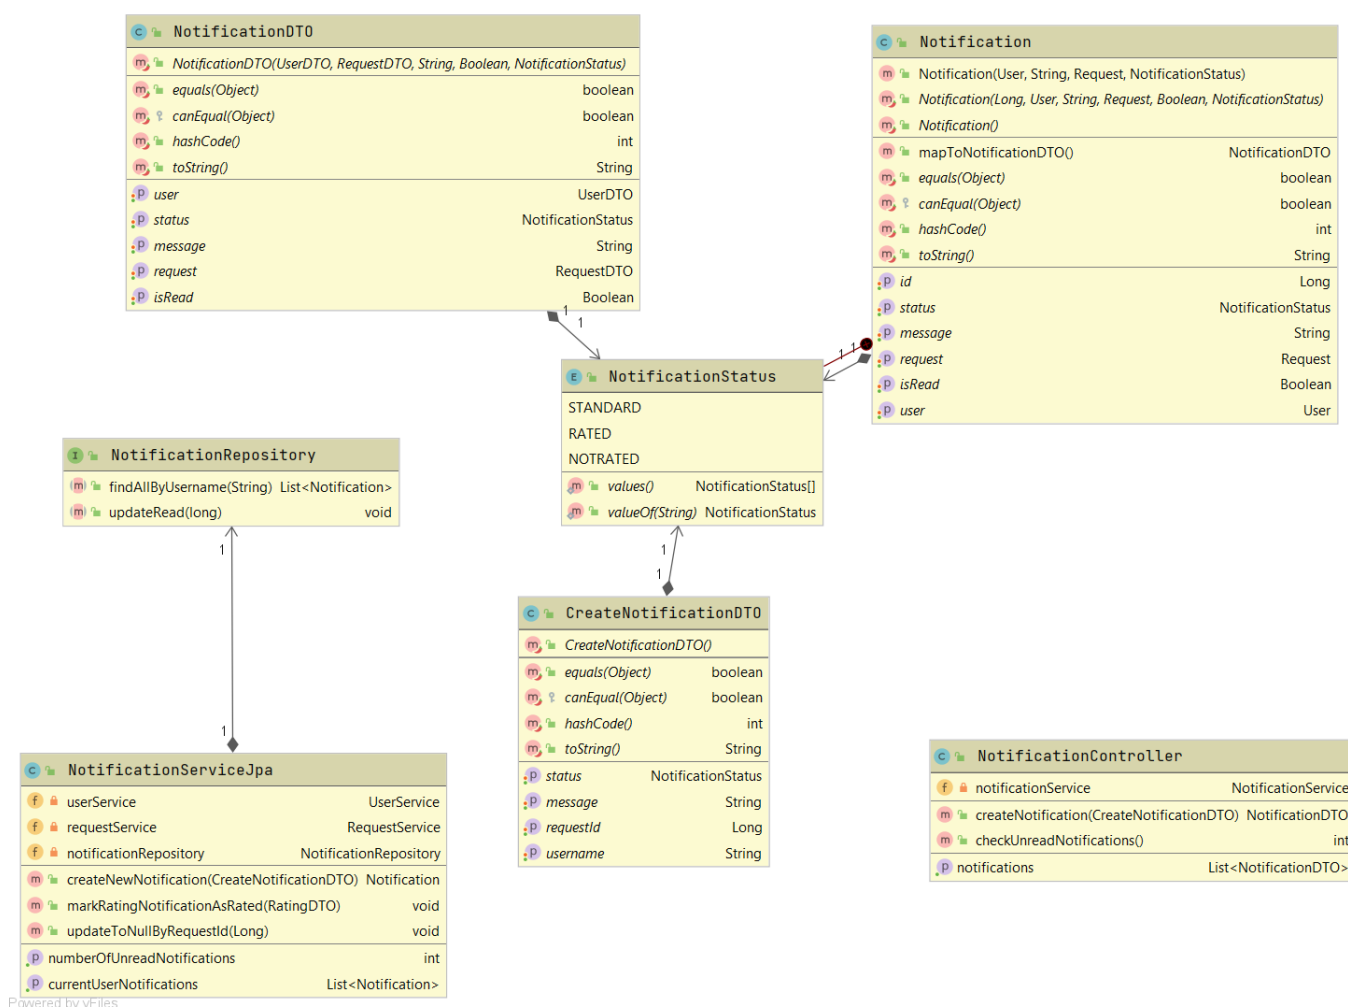 NotificationDTO
NotificationDTO(UserDTO, RequestDTO, String, Boolean, NotificationStatus)
equals(Object) boolean
canEqual(Object) boolean
hashCode() int
toString() String
user UserDTO
status NotificationStatus
message String
request RequestDTO
isRead Boolean
Notification
Notification(User, String, Request, NotificationStatus)
Notification(Long, User, String, Request, Boolean, NotificationStatus)
Notification()
mapToNotificationDTO() NotificationDTO
equals(Object) boolean
canEqual(Object) boolean
hashCode() int
toString() String
id Long
status NotificationStatus
message String
request Request
isRead Boolean
user User
1
1
1
1
NotificationStatus
STANDARD
RATED
NOTRATED
values() NotificationStatus[]
valueOf(String) NotificationStatus
NotificationRepository
findAllByUsername(String) List<Notification>
updateRead(long) void
1
1
1
1
CreateNotificationDTO
CreateNotificationDTO()
equals(Object) boolean
canEqual(Object) boolean
hashCode() int
toString() String
status NotificationStatus
message String
requestId Long
username String
NotificationServiceJpa
userService UserService
requestService RequestService
notificationRepository NotificationRepository
createNewNotification(CreateNotificationDTO) Notification
markRatingNotificationAsRated(RatingDTO) void
updateToNullByRequestId(Long) void
numberOfUnreadNotifications int
currentUserNotifications List<Notification>
NotificationController
notificationService NotificationService
createNotification(CreateNotificationDTO) NotificationDTO
checkUnreadNotifications() int
notifications List<NotificationDTO>
Powered by yFiles